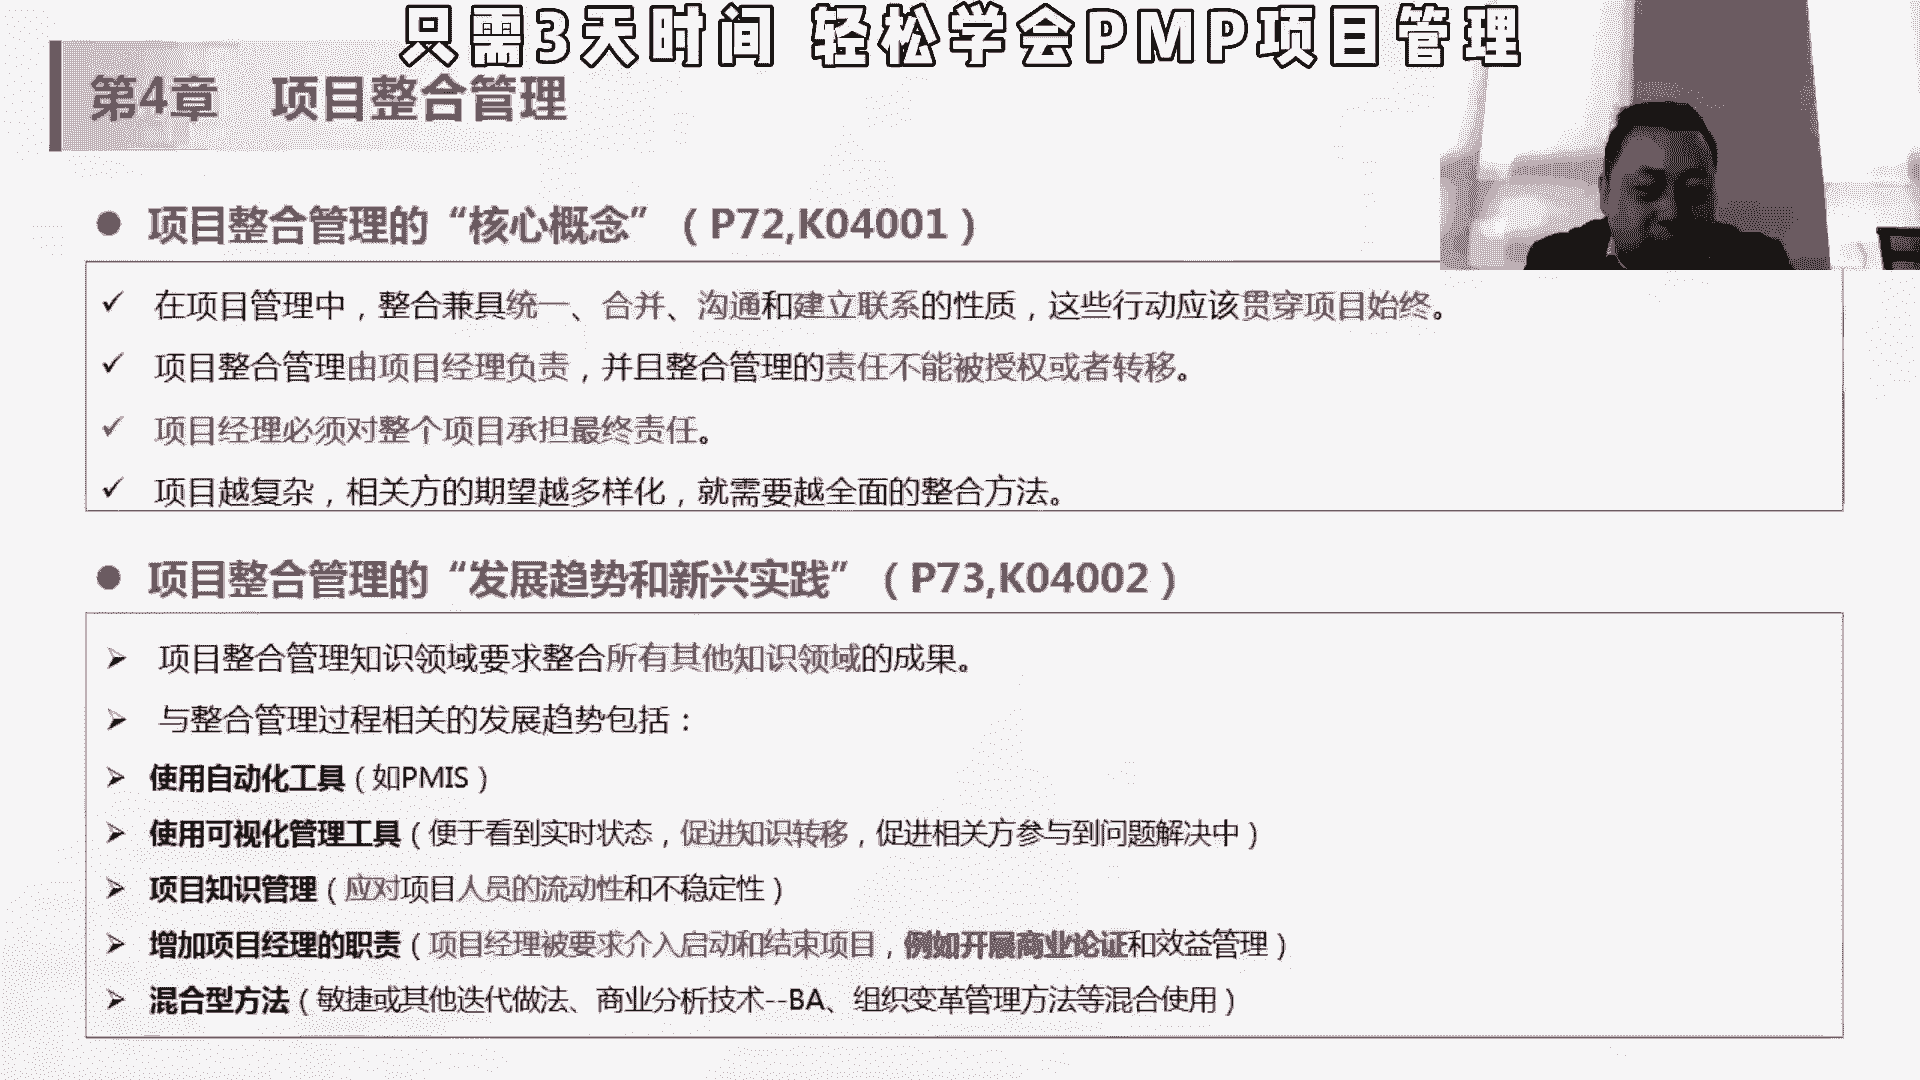 只需3天时间 轻松学会PMP项目管理
第4章 项目整合管理
● 项目整合管理的“核心概念”（P72,K04001）
✓ 在项目管理中，整合兼具统一、合并、沟通和建立联系的性质，这些行动应该贯穿项目始终。
✓ 项目整合管理由项目经理负责，并且整合管理的责任不能被授权或者转移。
✓ 项目经理必须对整个项目承担最终责任。
✓ 项目越复杂，相关方的期望越多样化，就需要越全面的整合方法。
● 项目整合管理的“发展趋势和新兴实践”（P73,K04002）
➢ 项目整合管理知识领域要求整合所有其他知识领域的成果。
➢ 与整合管理过程相关的发展趋势包括：
➢ 使用自动化工具（如PMIS）
➢ 使用可视化管理工具（便于看到实时状态，促进知识转移，促进相关方参与到问题解决中）
➢ 项目知识管理（应对项目人员的流动性和不稳定性）
➢ 增加项目经理的职责（项目经理被要求介入启动和结束项目，例如开展商业论证和效益管理）
➢ 混合型方法（敏捷或其他迭代做法、商业分析技术--BA、组织变革管理方法等混合使用）